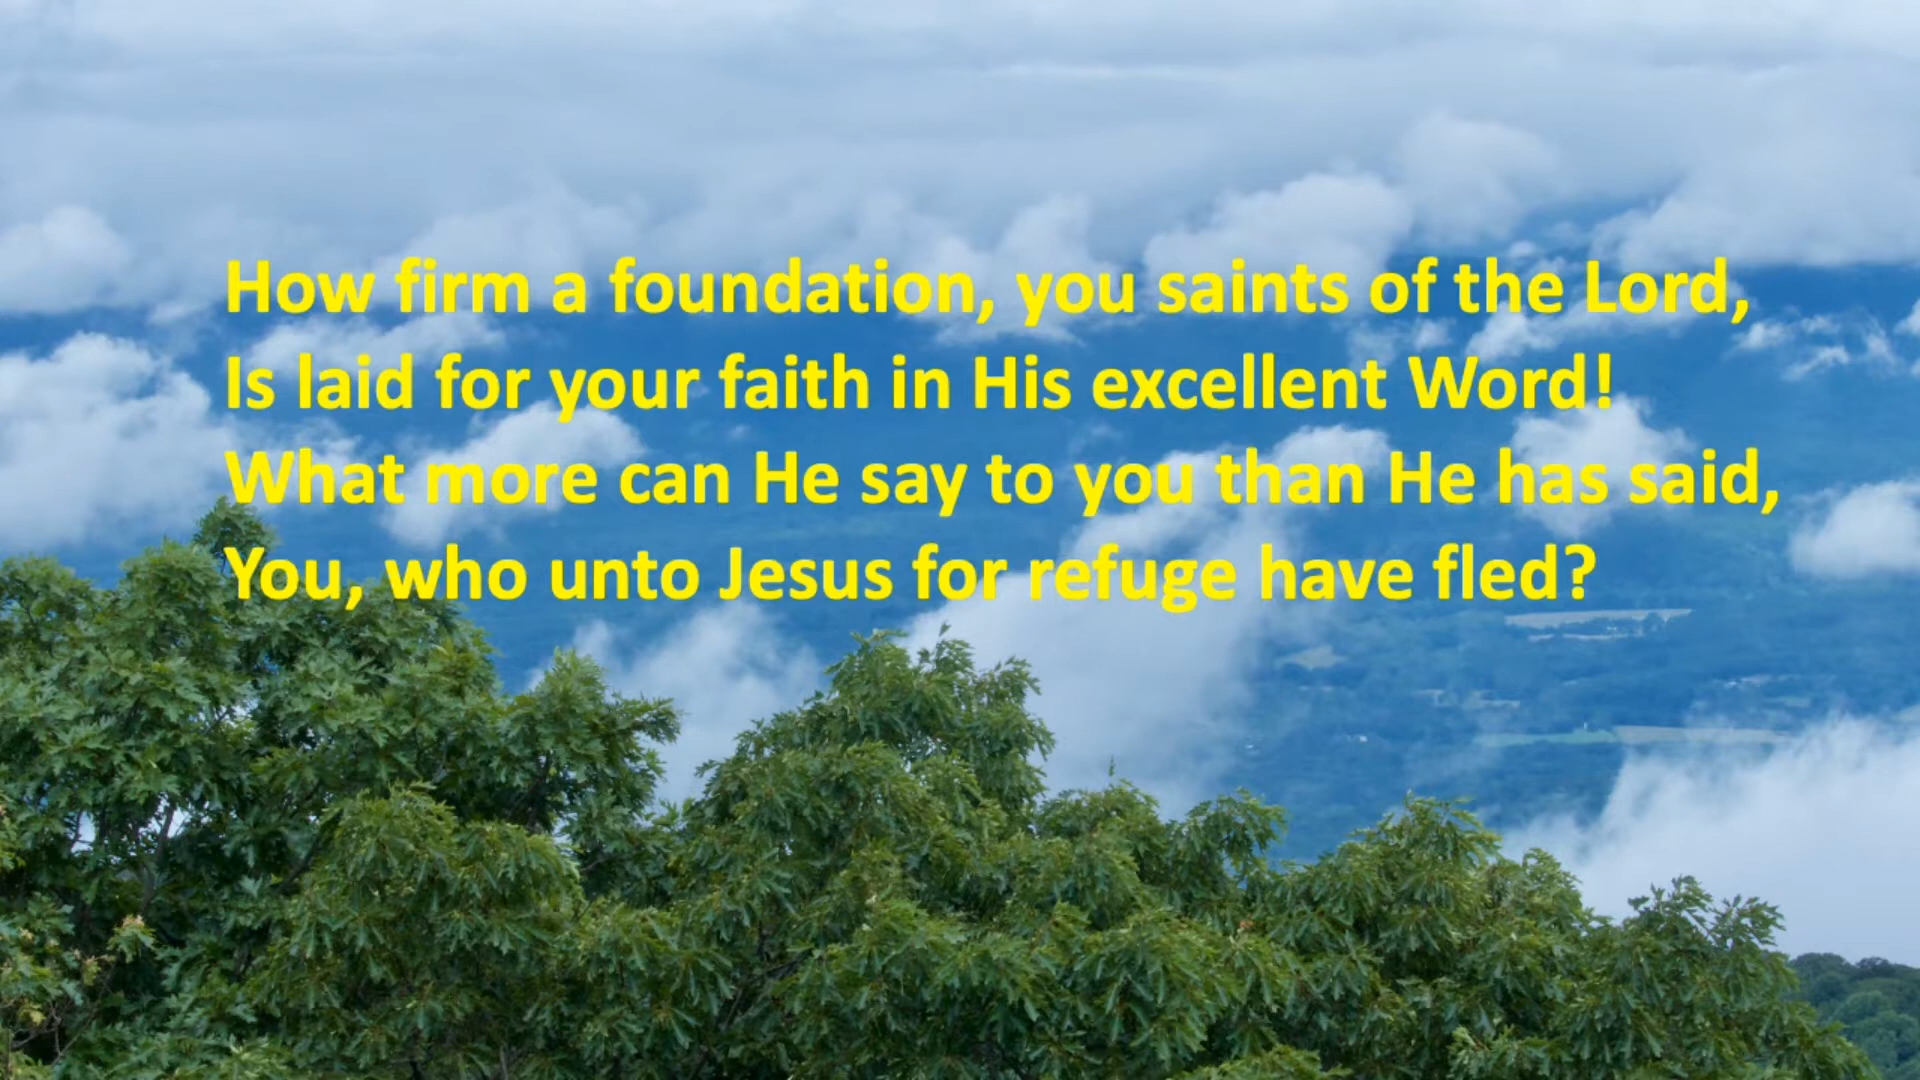 How firm a foundation, you saints of the Lord,
Is laid for your faith in His excellent Word!
What more can He say to you than He has said,
You, who unto Jesus for refuge have fled?